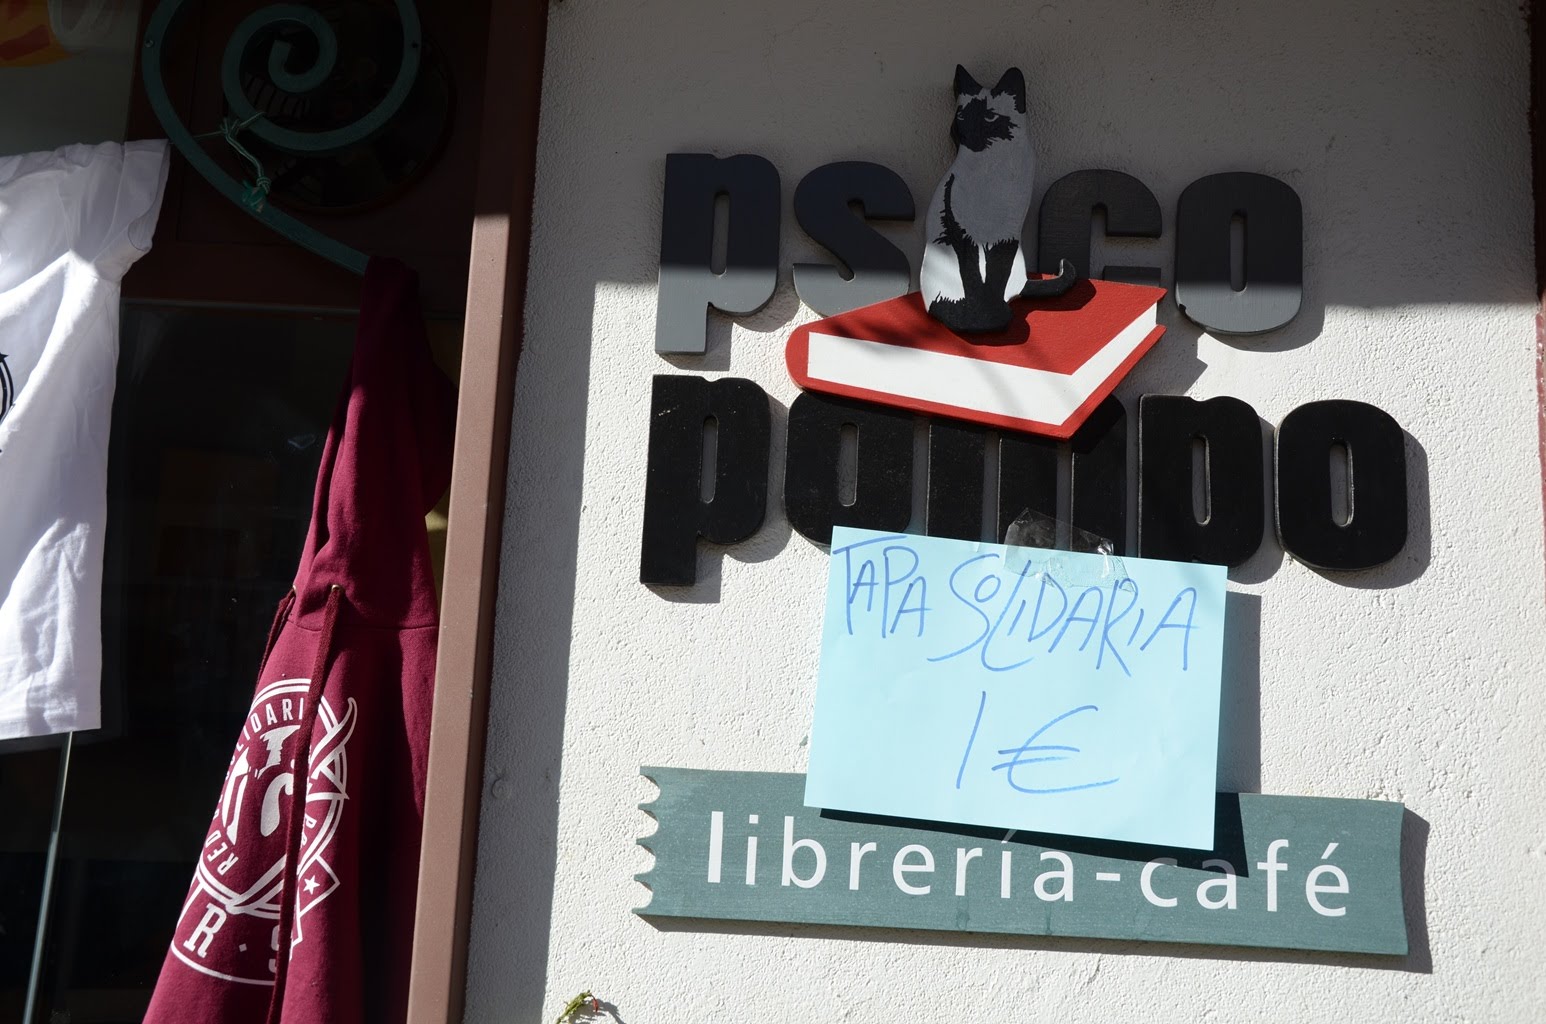 psico
pompo
TAPA SOLIDARIA
1€
librería-café